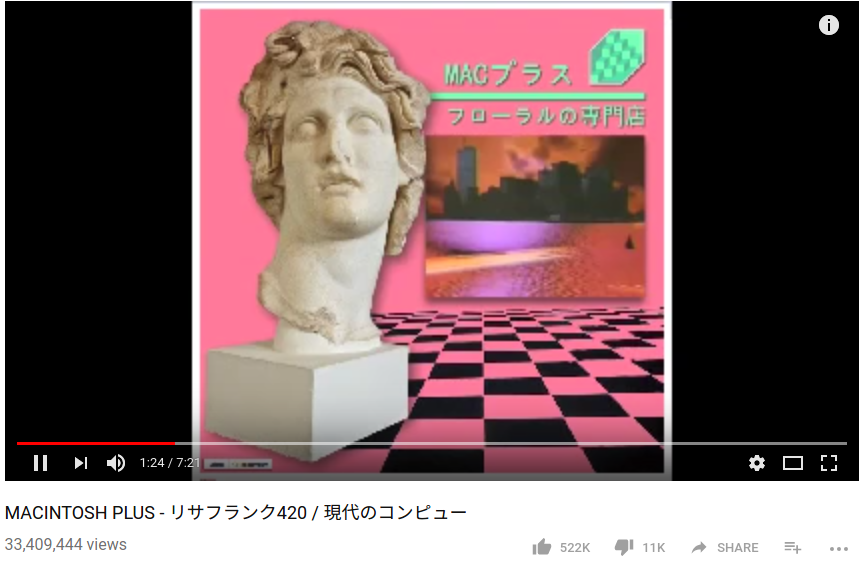 MACプラス
フローラルの専門店
1:24 / 7:21
MACINTOSH PLUS - リサフランク420 / 現代のコンピュー
33,409,444 views
522K
11K
SHARE